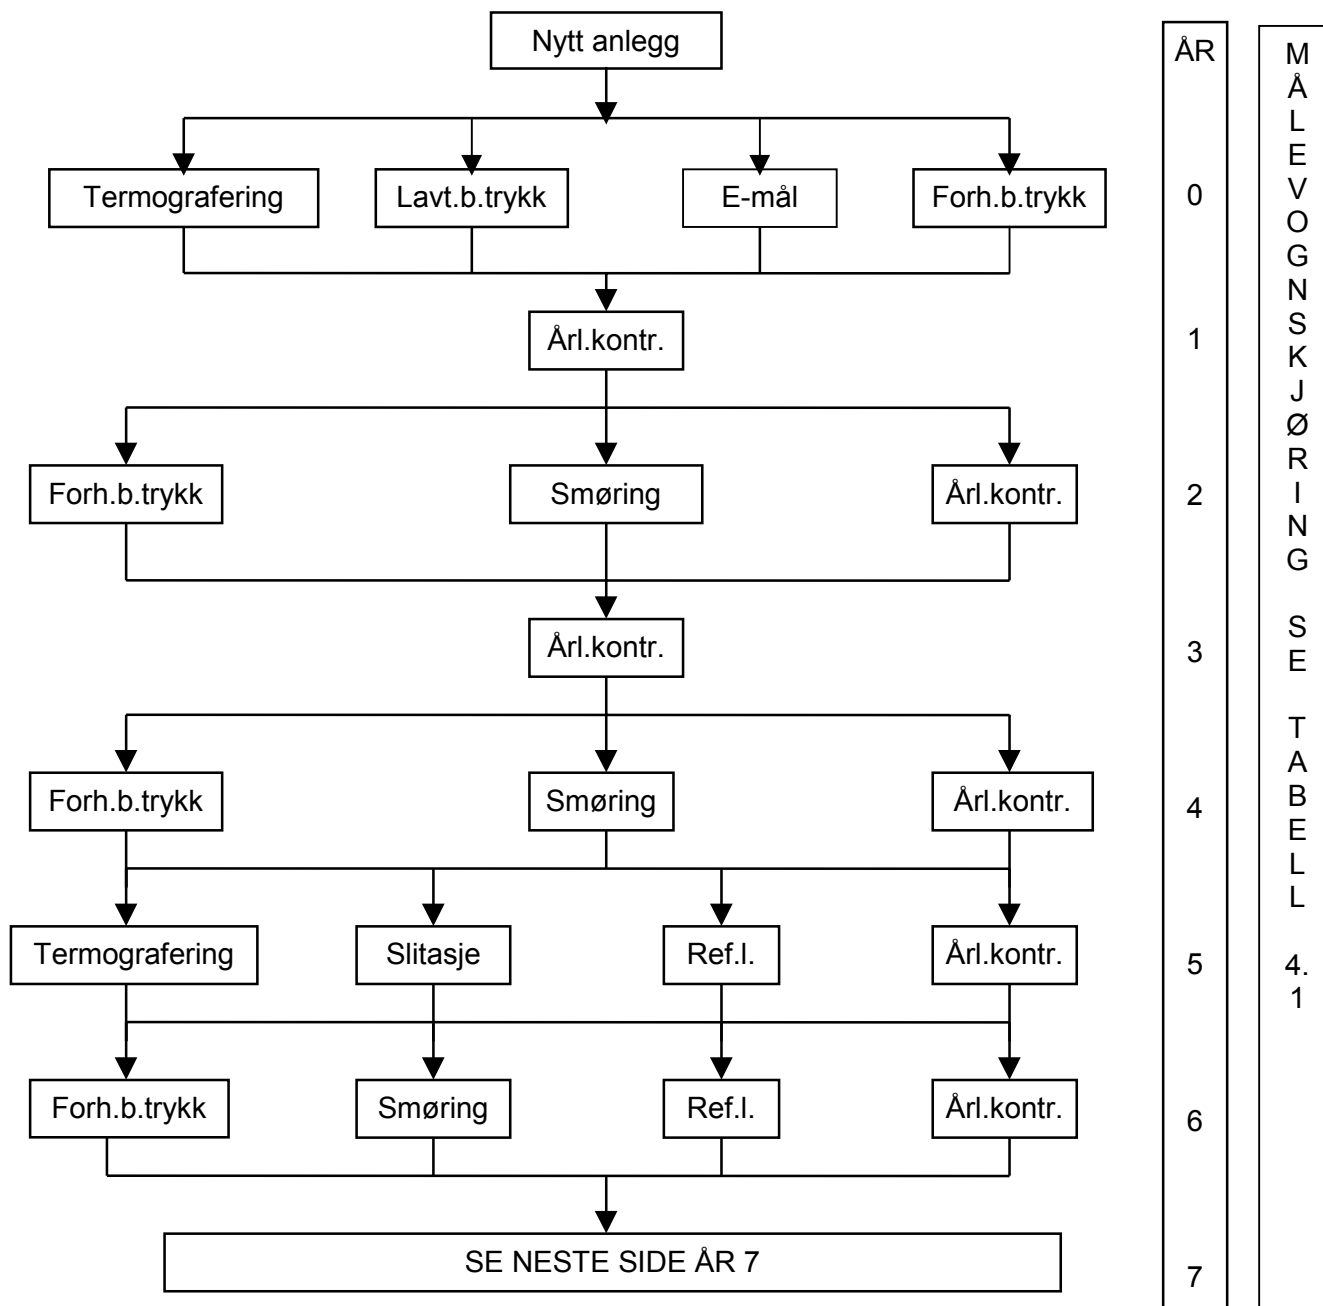 Nytt anlegg
ÅR
Termografering
Lavt.b.trykk
E-mål
Forh.b.trykk
0
Årl.kontr.
1
Forh.b.trykk
Smøring
Årl.kontr.
2
Årl.kontr.
3
Forh.b.trykk
Smøring
Årl.kontr.
4
Termografering
Slitasje
Ref.l.
Årl.kontr.
5
Forh.b.trykk
Smøring
Ref.l.
Årl.kontr.
6
SE NESTE SIDE ÅR 7
7
MÅLEVOGNSKJØRING SE TABELL 4.1